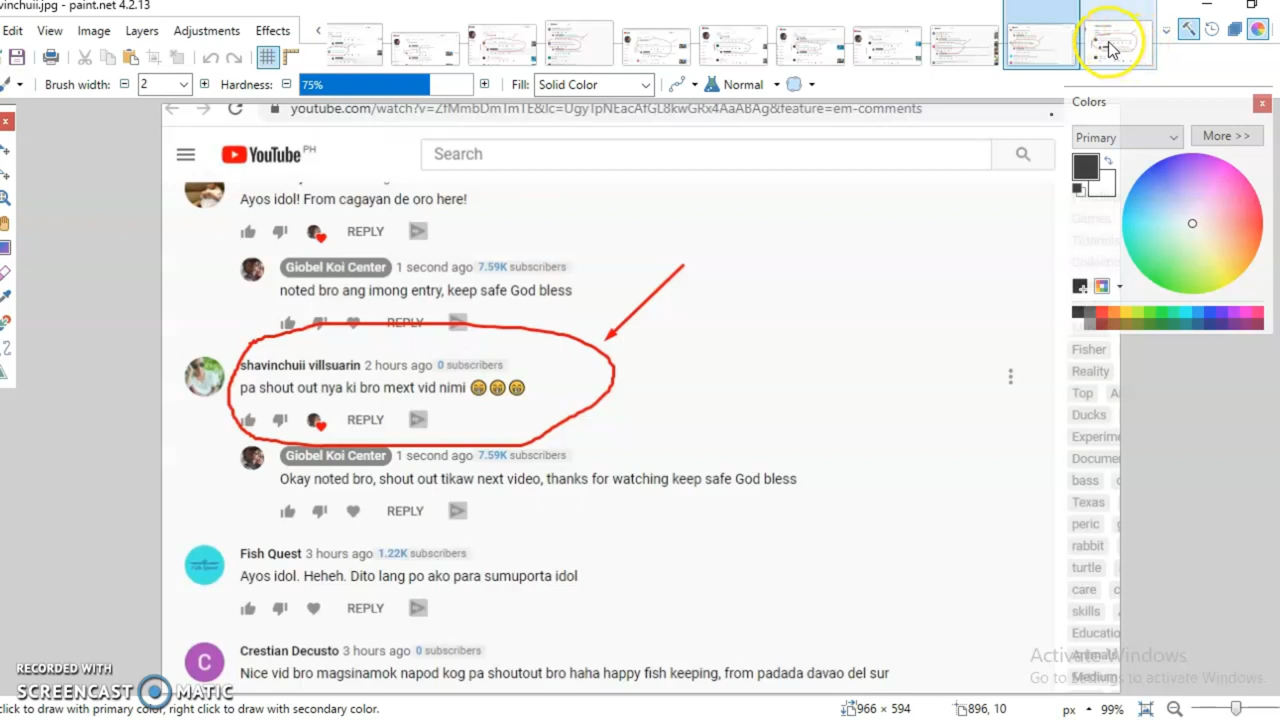 vinchuii.jpg - paint.net 4.2.13
Edit View Image Layers Adjustments Effects
Brush width: 2 Hardness: 75% Fill: Solid Color Normal
youtube.com/watch?v=ZfMmbDm1mTE&lc=Ugy1pNEacAfGL8kwGRx4AaABAg&feature=em-comments
Colors
Primary More >>
YouTube PH Search
Ayos idol! From cagayan de oro here!
REPLY
Giobel Koi Center 1 second ago 7.59K subscribers
noted bro ang imong entry, keep safe God bless
REPLY
shavinchuii villsuarin 2 hours ago 0 subscribers
pa shout out nya ki bro mext vid nimi 😁😁😁
REPLY
Giobel Koi Center 1 second ago 7.59K subscribers
Okay noted bro, shout out tikaw next video, thanks for watching keep safe God bless
REPLY
Fish Quest 3 hours ago 1.22K subscribers
Ayos idol. Heheh. Dito lang po ako para sumuporta idol
REPLY
C
Crestian Decusto 3 hours ago 0 subscribers
Nice vid bro magsinamok napod kog pa shoutout bro haha happy fish keeping, from padada davao del sur
Games
Tutorials
Fisher
Reality
Top A
Ducks
Experime
Documer
bass
Texas
peric
rabbit
turtle
care
skills
Educatio
Animals
Medium
Activate Windows
Go to Settings to activate Windows.
RECORDED WITH
SCREENCAST MATIC
click to draw with primary color, right click to draw with secondary color.
966 × 594 896, 10 px 99%